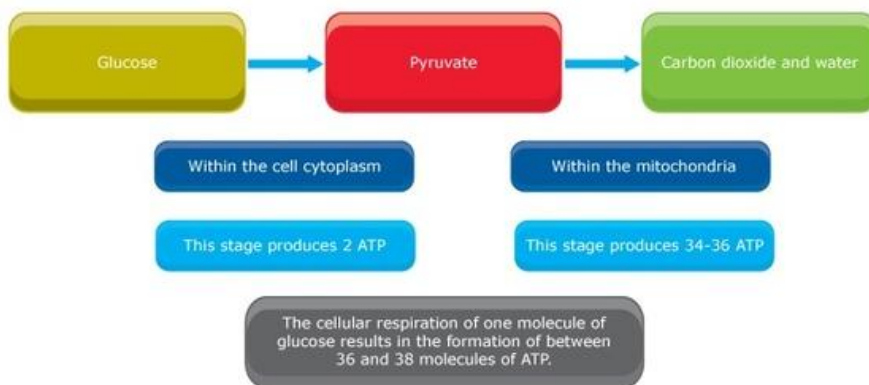 Glucose
Pyruvate
Carbon dioxide and water
Within the cell cytoplasm
Within the mitochondria
This stage produces 2 ATP
This stage produces 34-36 ATP
The cellular respiration of one molecule of
glucose results in the formation of between
36 and 38 molecules of ATP.